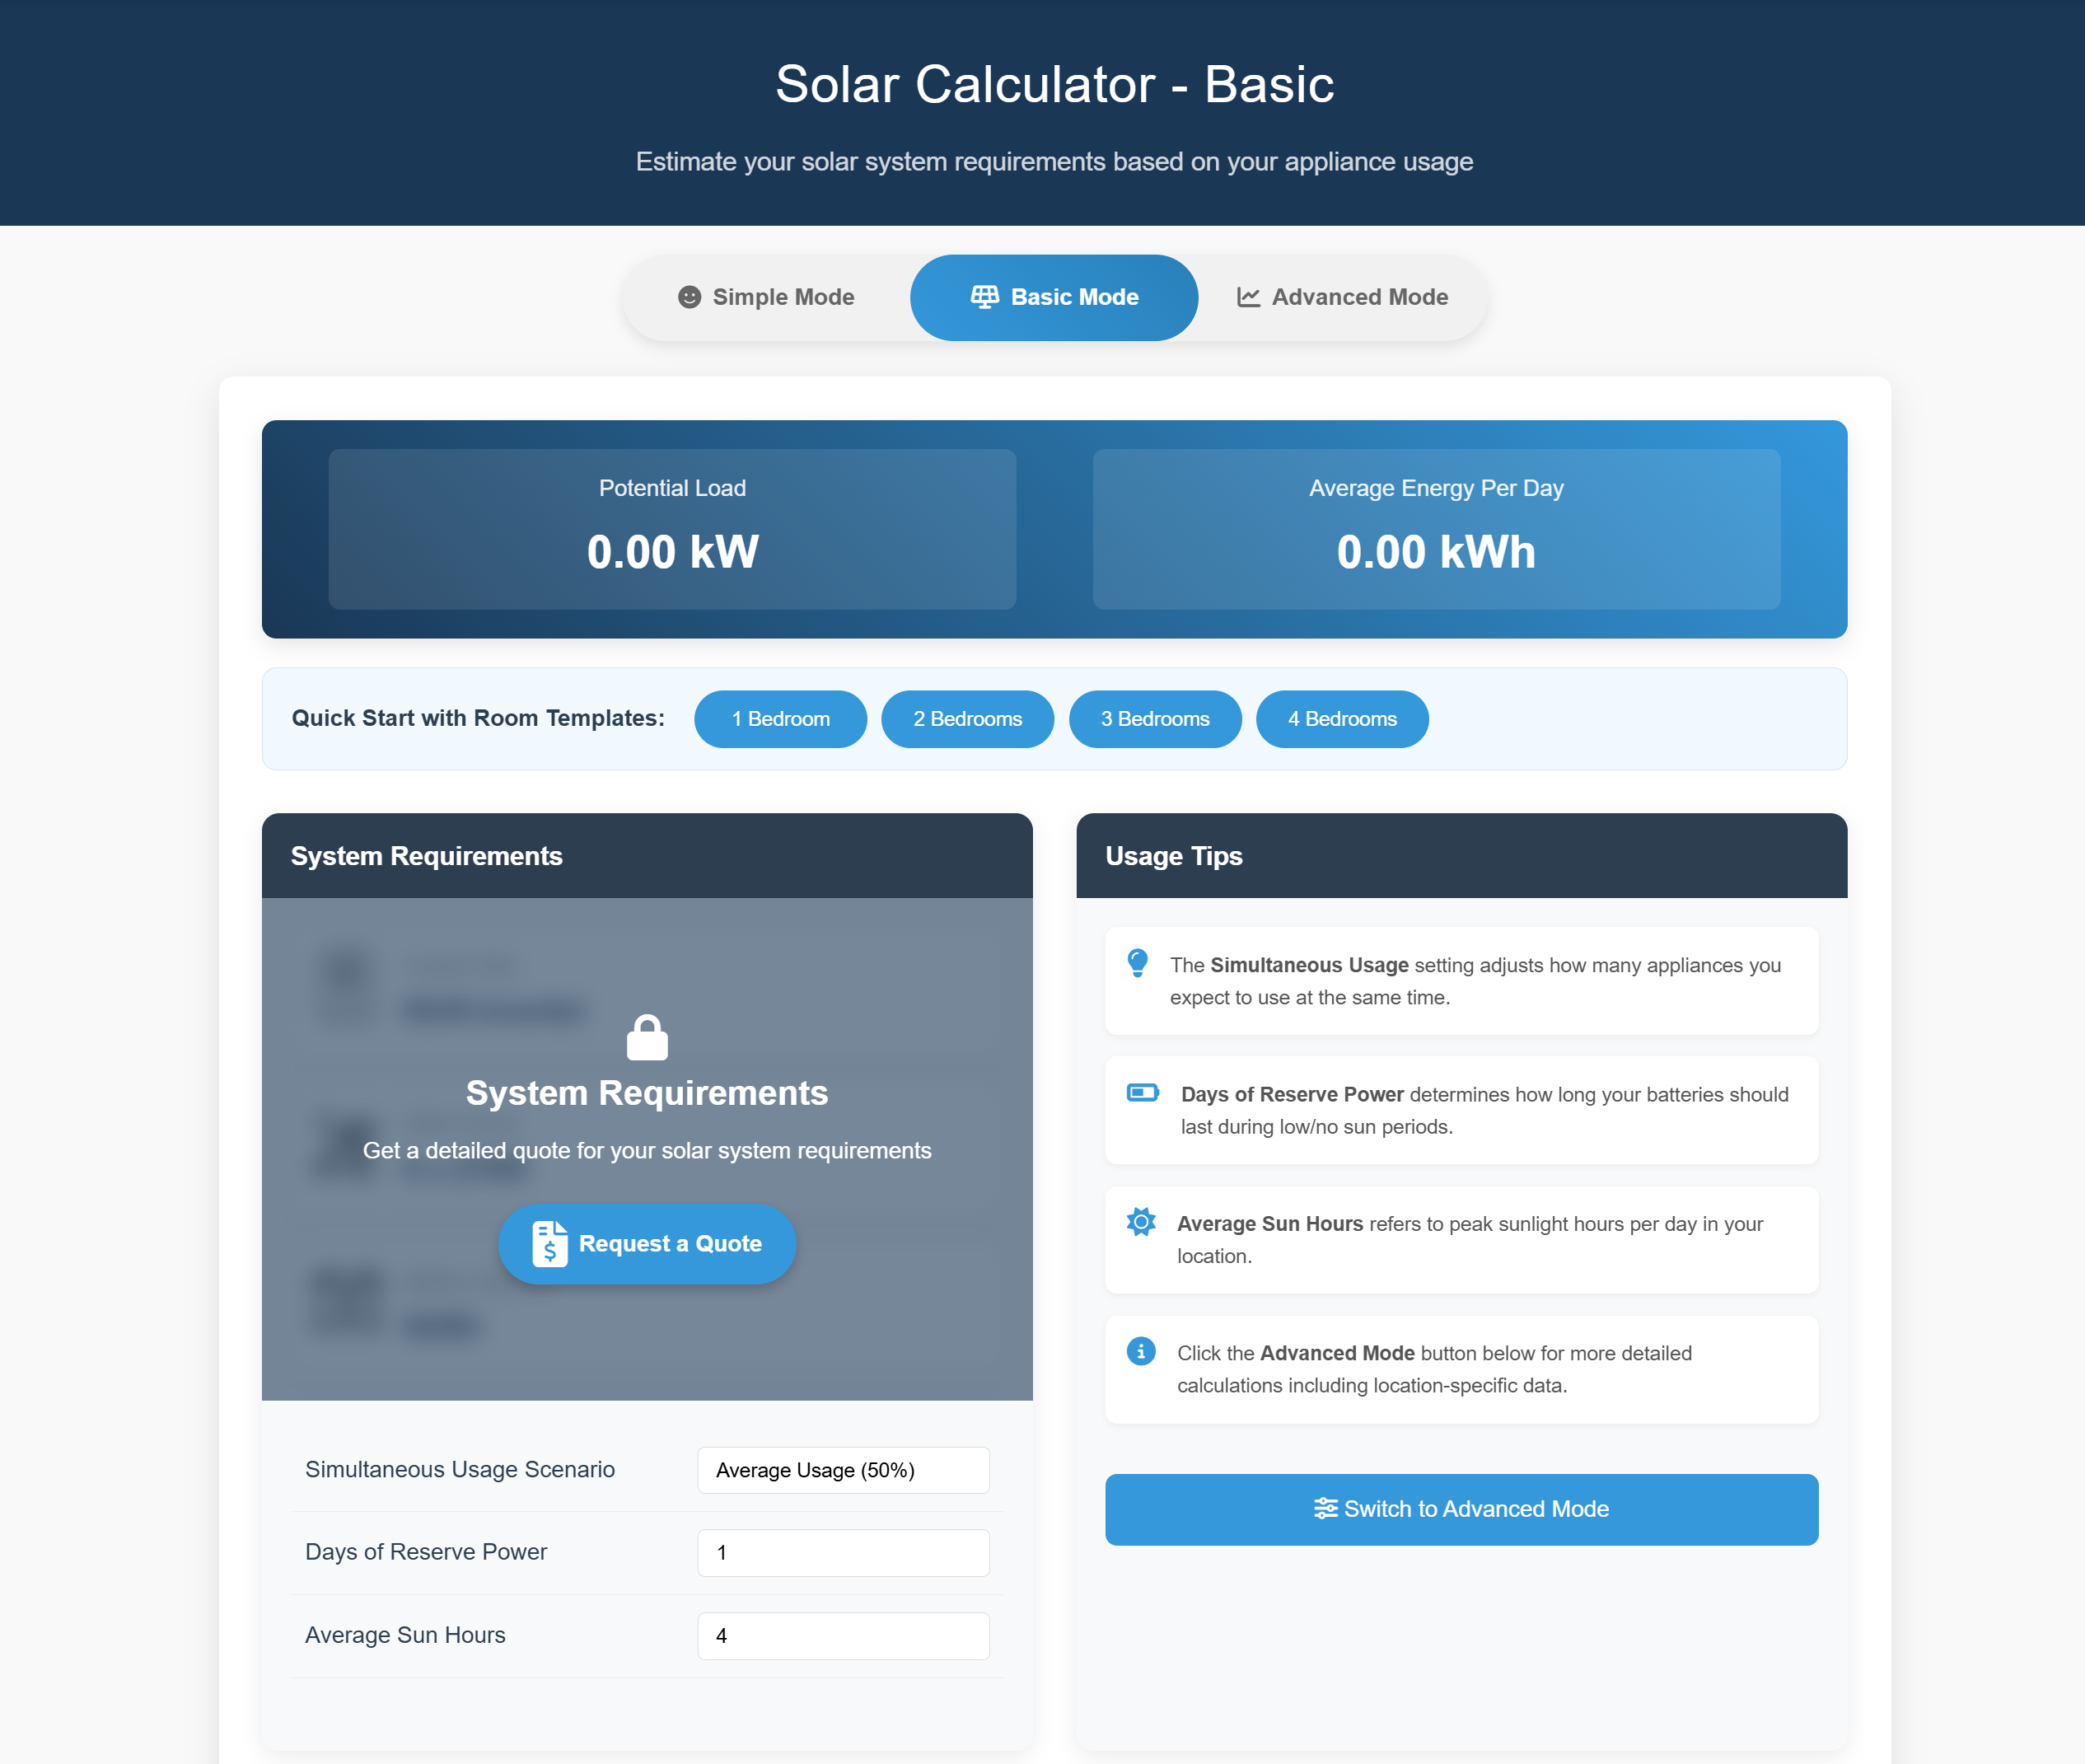 Solar Calculator - Basic
Estimate your solar system requirements based on your appliance usage
Simple Mode
Basic Mode
Advanced Mode
Potential Load
0.00 kW
Average Energy Per Day
0.00 kWh
Quick Start with Room Templates:
1 Bedroom
2 Bedrooms
3 Bedrooms
4 Bedrooms
System Requirements
System Requirements
Get a detailed quote for your solar system requirements
Request a Quote
Simultaneous Usage Scenario
Average Usage (50%)
Days of Reserve Power
1
Average Sun Hours
4
Usage Tips
The Simultaneous Usage setting adjusts how many appliances you
expect to use at the same time.
Days of Reserve Power determines how long your batteries should
last during low/no sun periods.
Average Sun Hours refers to peak sunlight hours per day in your
location.
Click the Advanced Mode button below for more detailed
calculations including location-specific data.
Switch to Advanced Mode